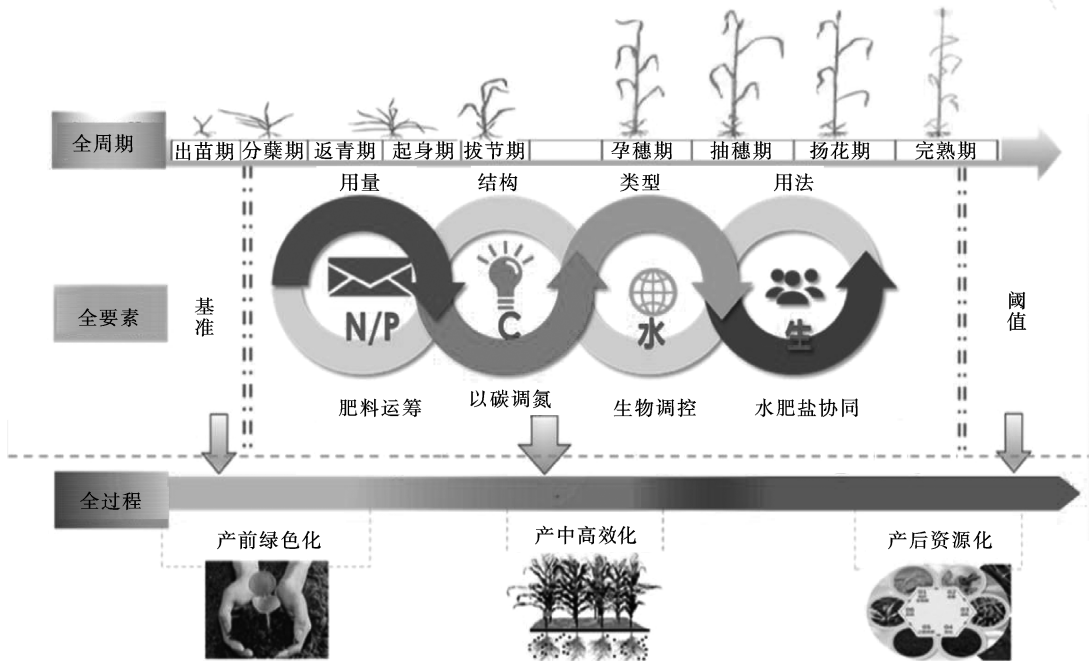 全周期
出苗期 分蘖期 返青期 起身期 拔节期 孕穗期 抽穗期 扬花期 完熟期
用量 结构 类型 用法
全要素
基准
N/P C 水 生
阈值
肥料运筹 以碳调氮 生物调控 水肥盐协同
全过程
产前绿色化 产中高效化 产后资源化